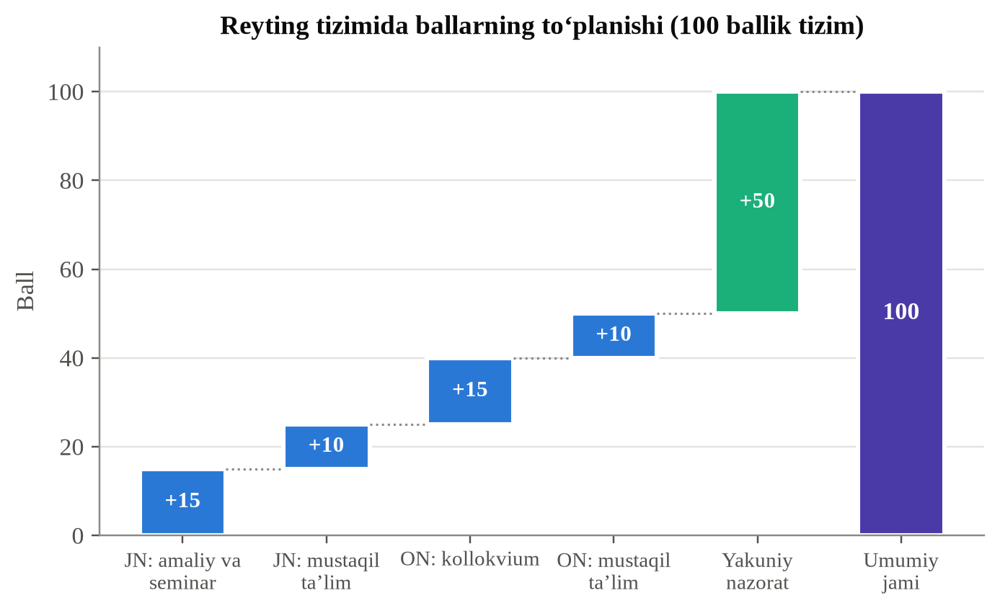 Reyting tizimida ballarning to‘planishi (100 ballik tizim)
Ball
100
80
60
40
20
0
+15
+10
+15
+10
+50
100
JN: amaliy va
seminar
JN: mustaqil
ta’lim
ON: kollokvium
ON: mustaqil
ta’lim
Yakuniy
nazorat
Umumiy
jami